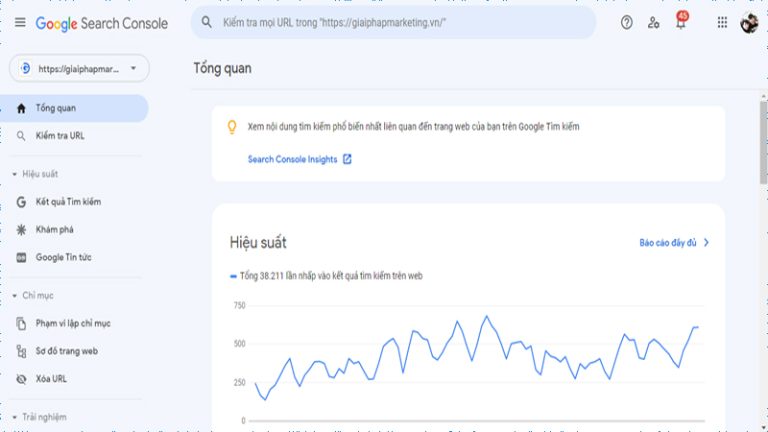 Google Search Console
Kiểm tra mọi URL trong "https://giaiphapmarketing.vn/"
45
https://giaiphapmar...
Tổng quan
Tổng quan
Kiểm tra URL
Xem nội dung tìm kiếm phổ biến nhất liên quan đến trang web của bạn trên Google Tìm kiếm
Search Console Insights
Hiệu suất
Kết quả Tìm kiếm
Khám phá
Google Tin tức
Hiệu suất
Báo cáo đầy đủ
Tổng 38.211 lần nhấp vào kết quả tìm kiếm trên web
750
500
250
0
Chỉ mục
Phạm vi lập chỉ mục
Sơ đồ trang web
Xóa URL
Trải nghiệm